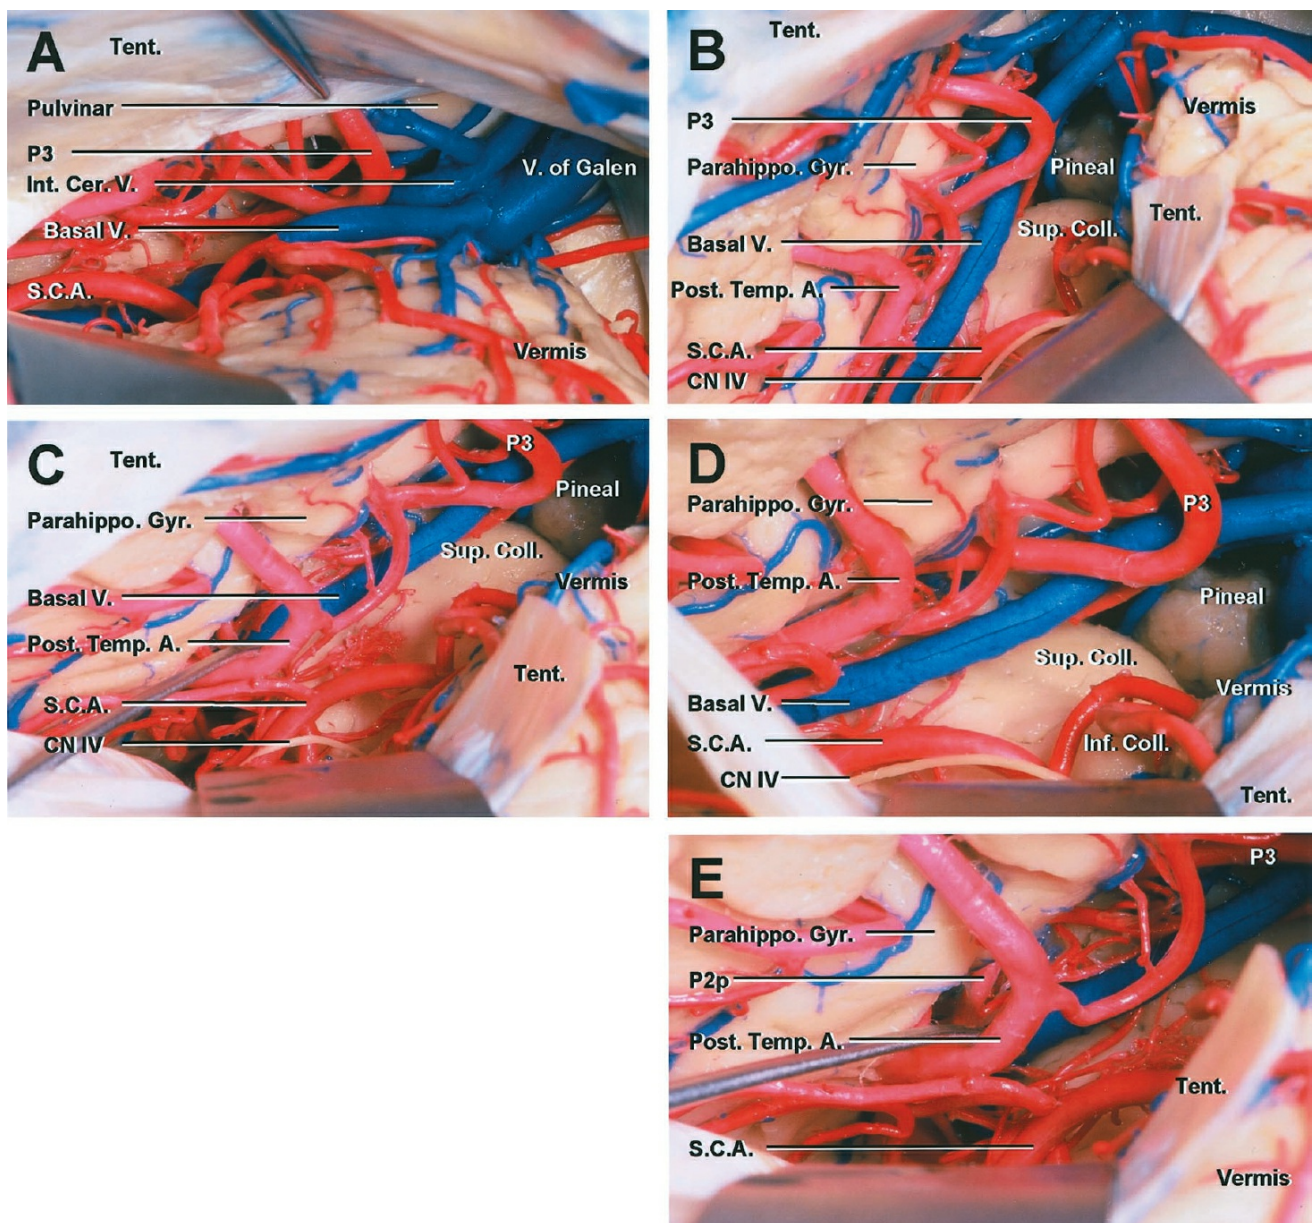 A
Tent.
Pulvinar
P3
Int. Cer. V.
V. of Galen
Basal V.
S.C.A.
Vermis
B
Tent.
Vermis
P3
Parahippo. Gyr.
Pineal
Tent.
Sup. Coll.
Basal V.
Post. Temp. A.
S.C.A.
CN IV
C
P3
Tent.
Pineal
Parahippo. Gyr.
Sup. Coll.
Vermis
Basal V.
Post. Temp. A.
Tent.
S.C.A.
CN IV
D
Parahippo. Gyr.
P3
Post. Temp. A.
Pineal
Sup. Coll.
Vermis
Basal V.
S.C.A.
Inf. Coll.
CN IV
Tent.
E
P3
Parahippo. Gyr.
P2p
Post. Temp. A.
Tent.
S.C.A.
Vermis